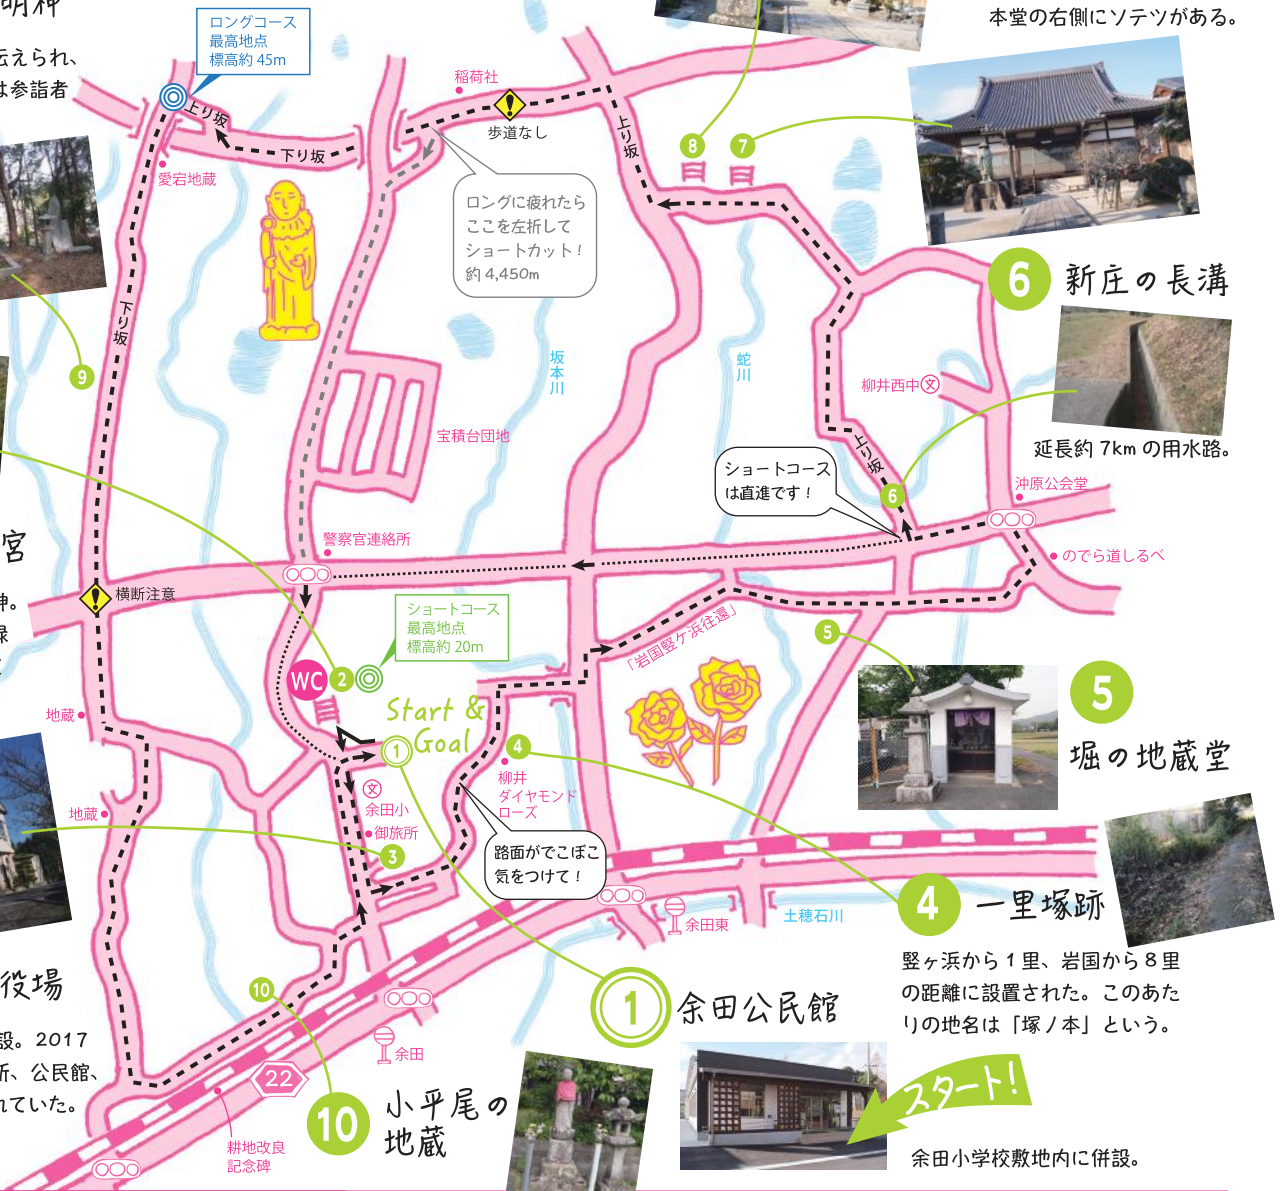 明神
伝えられ、
は参詣者
ロングコース
最高地点
標高約 45m
本堂の右側にソテツがある。
稲荷社
歩道なし
上り坂
下り坂
愛宕地蔵
上り坂
8
7
ロングに疲れたら
ここを左折して
ショートカット！
約 4,450m
6 新庄の長溝
延長約 7km の用水路。
下り坂
9
坂本川
蛇川
柳井西中 文
宝積台団地
上り坂
ショートコース
は直進です！
6
沖原公会堂
のでら道しるべ
警察官連絡所
宮
神。
録
横断注意
ショートコース
最高地点
標高約 20m
「岩国竪ケ浜往還」
5
WC
2
Start &
Goal
1
4
柳井
ダイヤモンド
ローズ
5
堀の地蔵堂
地蔵
地蔵
文
余田小
御旅所
3
路面がでこぼこ
気をつけて！
余田東
土穂石川
4 一里塚跡
竪ヶ浜から 1 里、岩国から 8 里
の距離に設置された。このあた
りの地名は「塚ノ本」という。
役場
設。2017
所、公民館、
れていた。
10
1 余田公民館
余田
22
10 小平尾の
地蔵
スタート！
耕地改良
記念碑
余田小学校敷地内に併設。